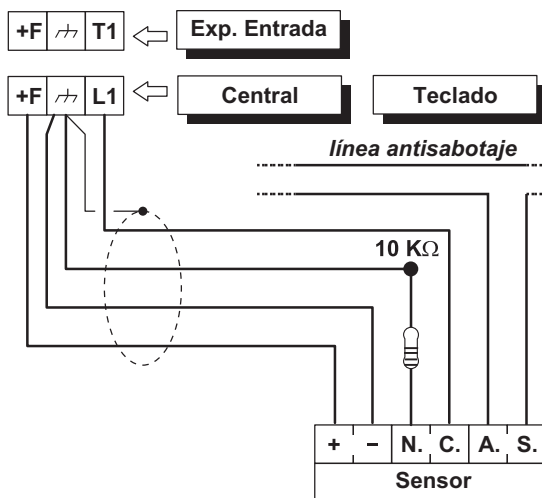 +F T1 Exp. Entrada
+F L1 Central Teclado
línea antisabotaje
10 KΩ
+ – N. C. A. S.
Sensor